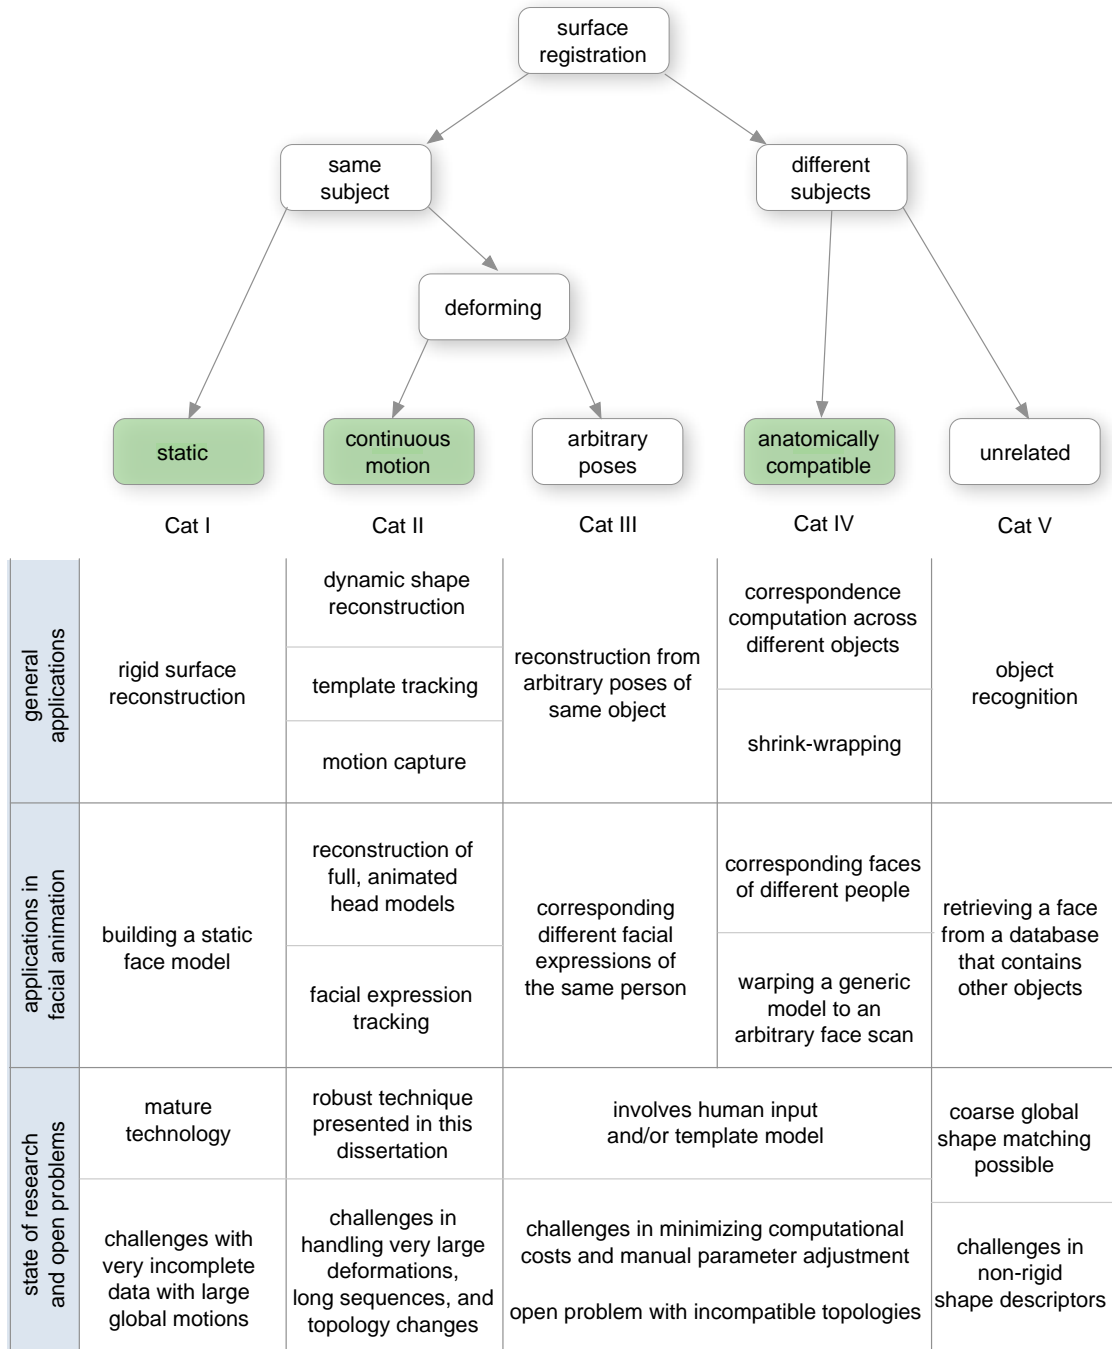 surface
registration
same
subject
different
subjects
deforming
static
continuous
motion
arbitrary
poses
anatomically
compatible
unrelated
Cat I
Cat II
Cat III
Cat IV
Cat V
general
applications
rigid surface
reconstruction
dynamic shape
reconstruction
template tracking
motion capture
reconstruction from
arbitrary poses of
same object
correspondence
computation across
different objects
shrink-wrapping
object
recognition
applications in
facial animation
building a static
face model
reconstruction of
full, animated
head models
facial expression
tracking
corresponding
different facial
expressions of
the same person
corresponding faces
of different people
warping a generic
model to an
arbitrary face scan
retrieving a face
from a database
that contains
other objects
state of research
and open problems
mature
technology
challenges with
very incomplete
data with large
global motions
robust technique
presented in this
dissertation
challenges in
handling very large
deformations,
long sequences, and
topology changes
involves human input
and/or template model
challenges in minimizing computational
costs and manual parameter adjustment
open problem with incompatible topologies
coarse global
shape matching
possible
challenges in
non-rigid
shape descriptors